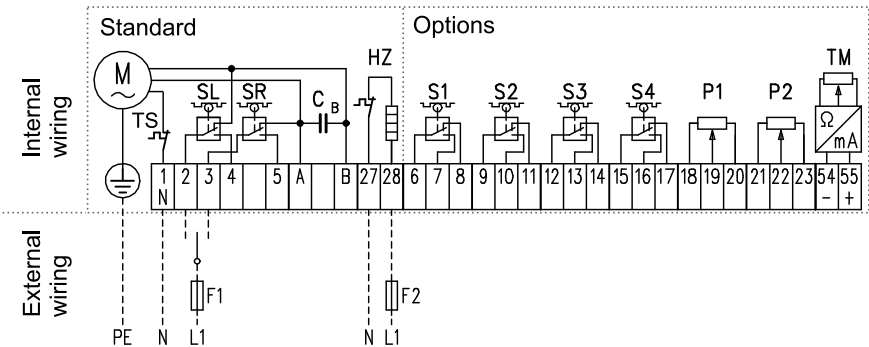 Standard
Options
Internal wiring
M
~
SL
SR
C B
HZ
S1
S2
S3
S4
P1
P2
TM
TS
Ω
mA
1 2 3 4 5 A B 27 28 6 7 8 9 10 11 12 13 14 15 16 17 18 19 20 21 22 23 54 55
N - +
External wiring
F1
F2
PE N L1 N L1